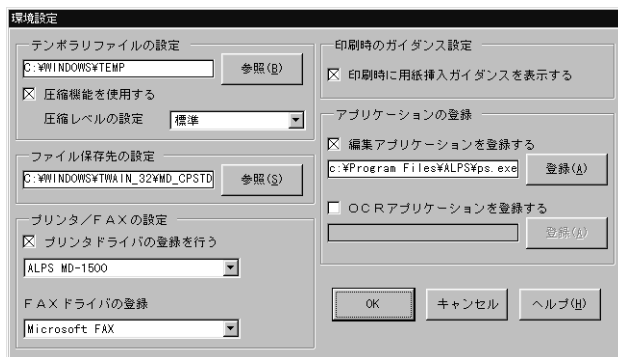 環境設定
テンポラリファイルの設定
C:¥WINDOWS¥TEMP
参照(B)
圧縮機能を使用する
圧縮レベルの設定
標準
ファイル保存先の設定
C:¥WINDOWS¥TWAIN_32¥MD_CPSTD
参照(S)
プリンタ/FAXの設定
プリンタドライバの登録を行う
ALPS MD-1500
FAXドライバの登録
Microsoft FAX
印刷時のガイダンス設定
印刷時に用紙挿入ガイダンスを表示する
アプリケーションの登録
編集アプリケーションを登録する
c:¥Program Files¥ALPS¥ps.exe
登録(A)
OCRアプリケーションを登録する
登録(A)
OK
キャンセル
ヘルプ(H)